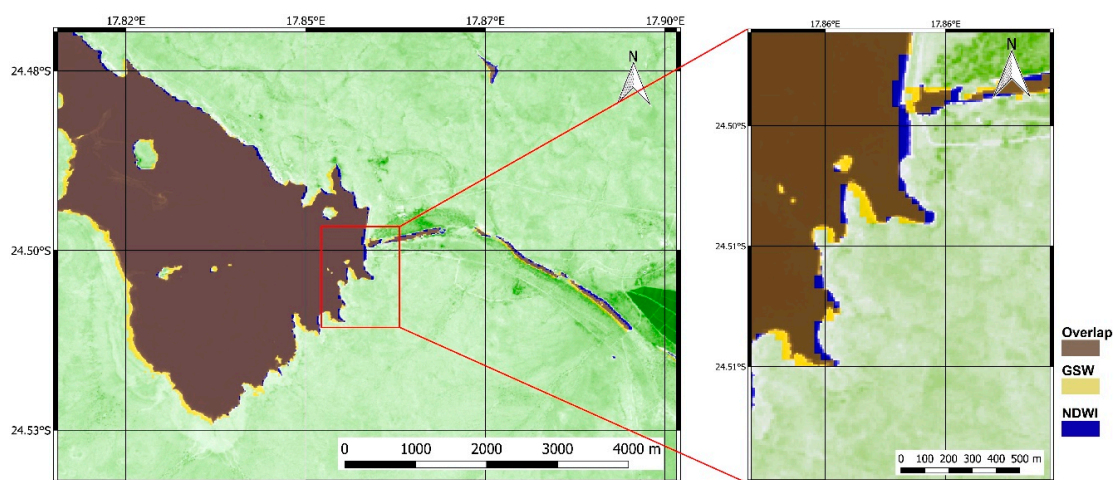 17.82°E 17.85°E 17.87°E 17.90°E
24.48°S
24.50°S
24.53°S
N
0 1000 2000 3000 4000 m
17.86°E 17.86°E
24.50°S
24.51°S
24.51°S
N
0 100 200 300 400 500 m
Overlap
GSW
NDWI